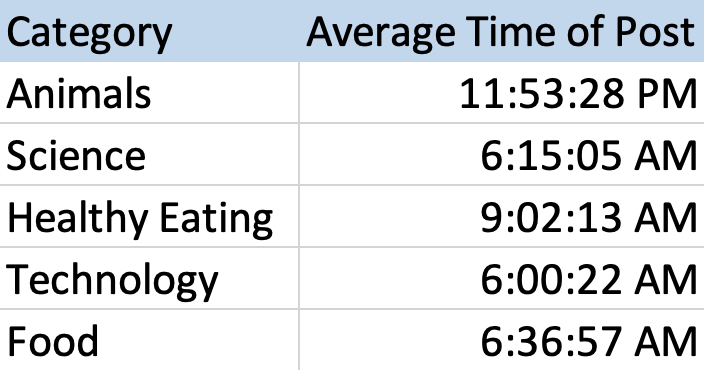 Category Average Time of Post
Animals 11:53:28 PM
Science 6:15:05 AM
Healthy Eating 9:02:13 AM
Technology 6:00:22 AM
Food 6:36:57 AM